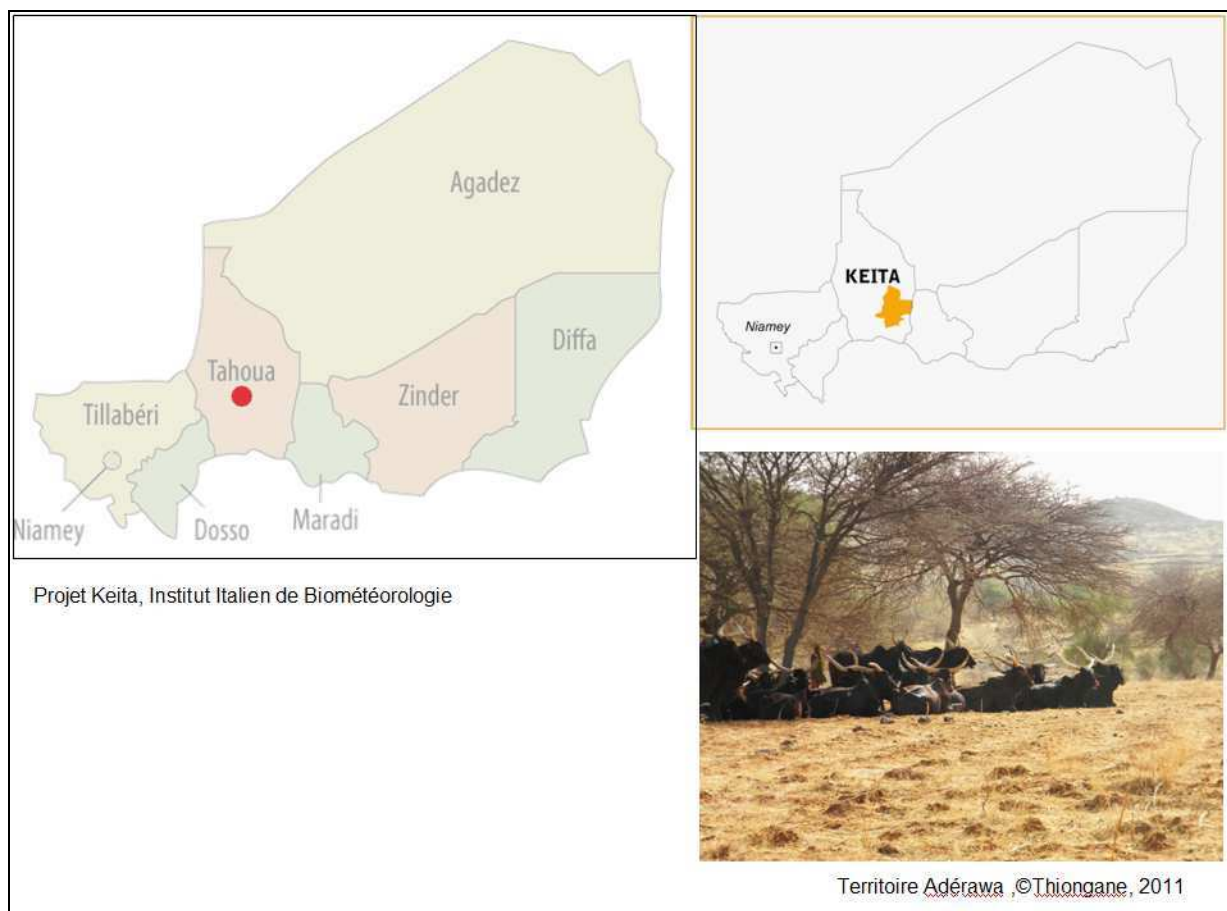 Agadez
Diffa
Tahoua
Zinder
Tillabéri
Maradi
Niamey
Dosso
KEITA
Niamey
Projet Keita, Institut Italien de Biométéorologie
Territoire Adérawa ,©Thiongane, 2011